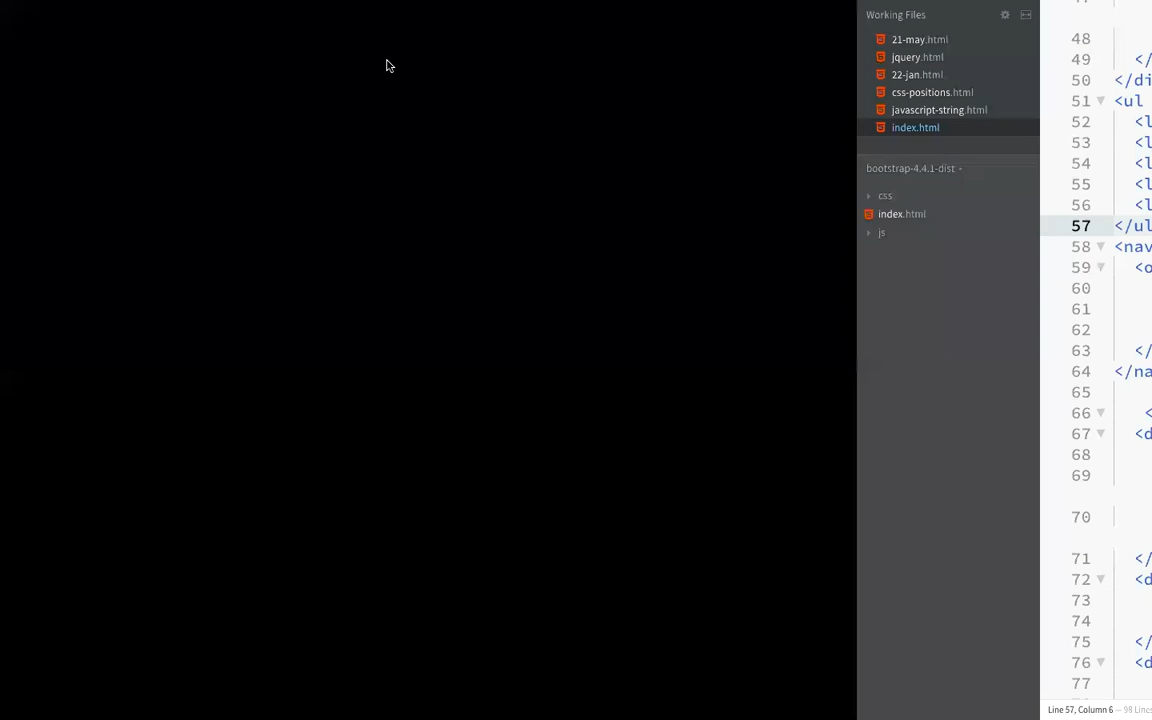 Working Files
21-may.html
jquery.html
22-jan.html
css-positions.html
javascript-string.html
index.html
bootstrap-4.4.1-dist
css
index.html
js
48
49 </
50 </di
51 <ul
52 <l
53 <l
54 <l
55 <l
56 <l
57 </ul
58 <nav
59 <o
60
61
62
63 </
64 </na
65
66 <
67 <d
68
69
70
71 </
72 <d
73
74
75 </
76 <d
77
Line 57, Column 6 — 98 Lines